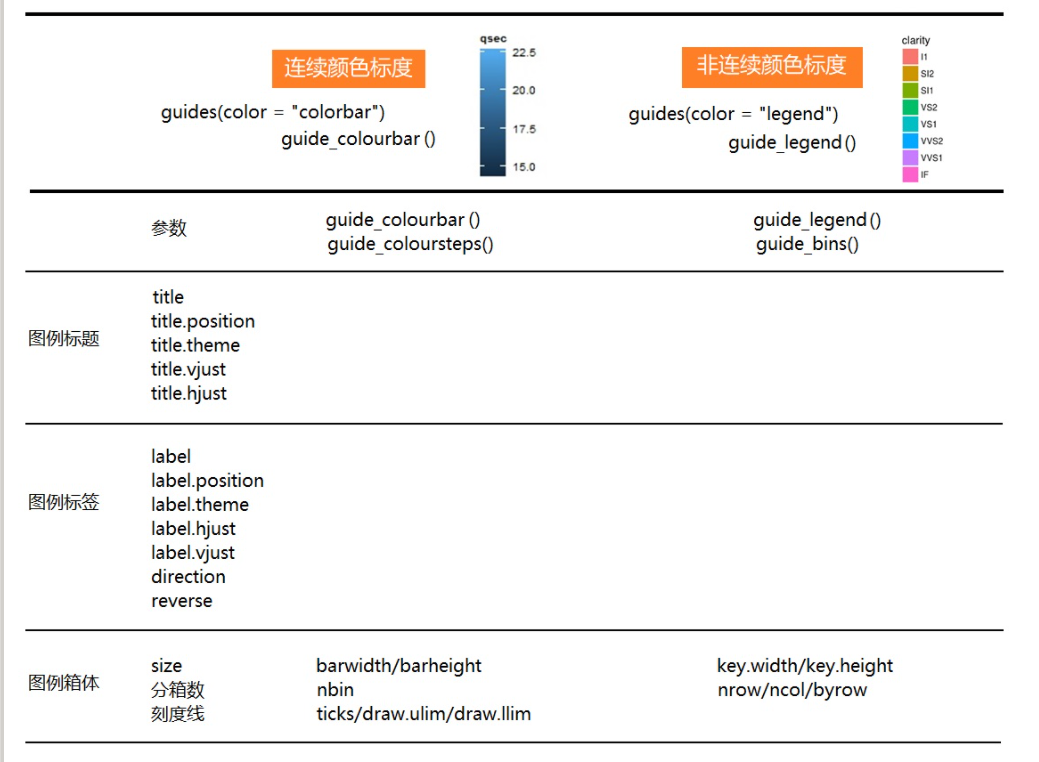 连续颜色标度
guides(color = "colorbar")
guide_colourbar ()
qsec
22.5
20.0
17.5
15.0
非连续颜色标度
guides(color = "legend")
guide_legend ()
clarity
I1
SI2
SI1
VS2
VS1
VVS2
VVS1
IF
参数
guide_colourbar ()
guide_coloursteps()
guide_legend ()
guide_bins()
图例标题
title
title.position
title.theme
title.vjust
title.hjust
图例标签
label
label.position
label.theme
label.hjust
label.vjust
direction
reverse
图例箱体
size barwidth/barheight key.width/key.height
分箱数 nbin nrow/ncol/byrow
刻度线 ticks/draw.ulim/draw.llim